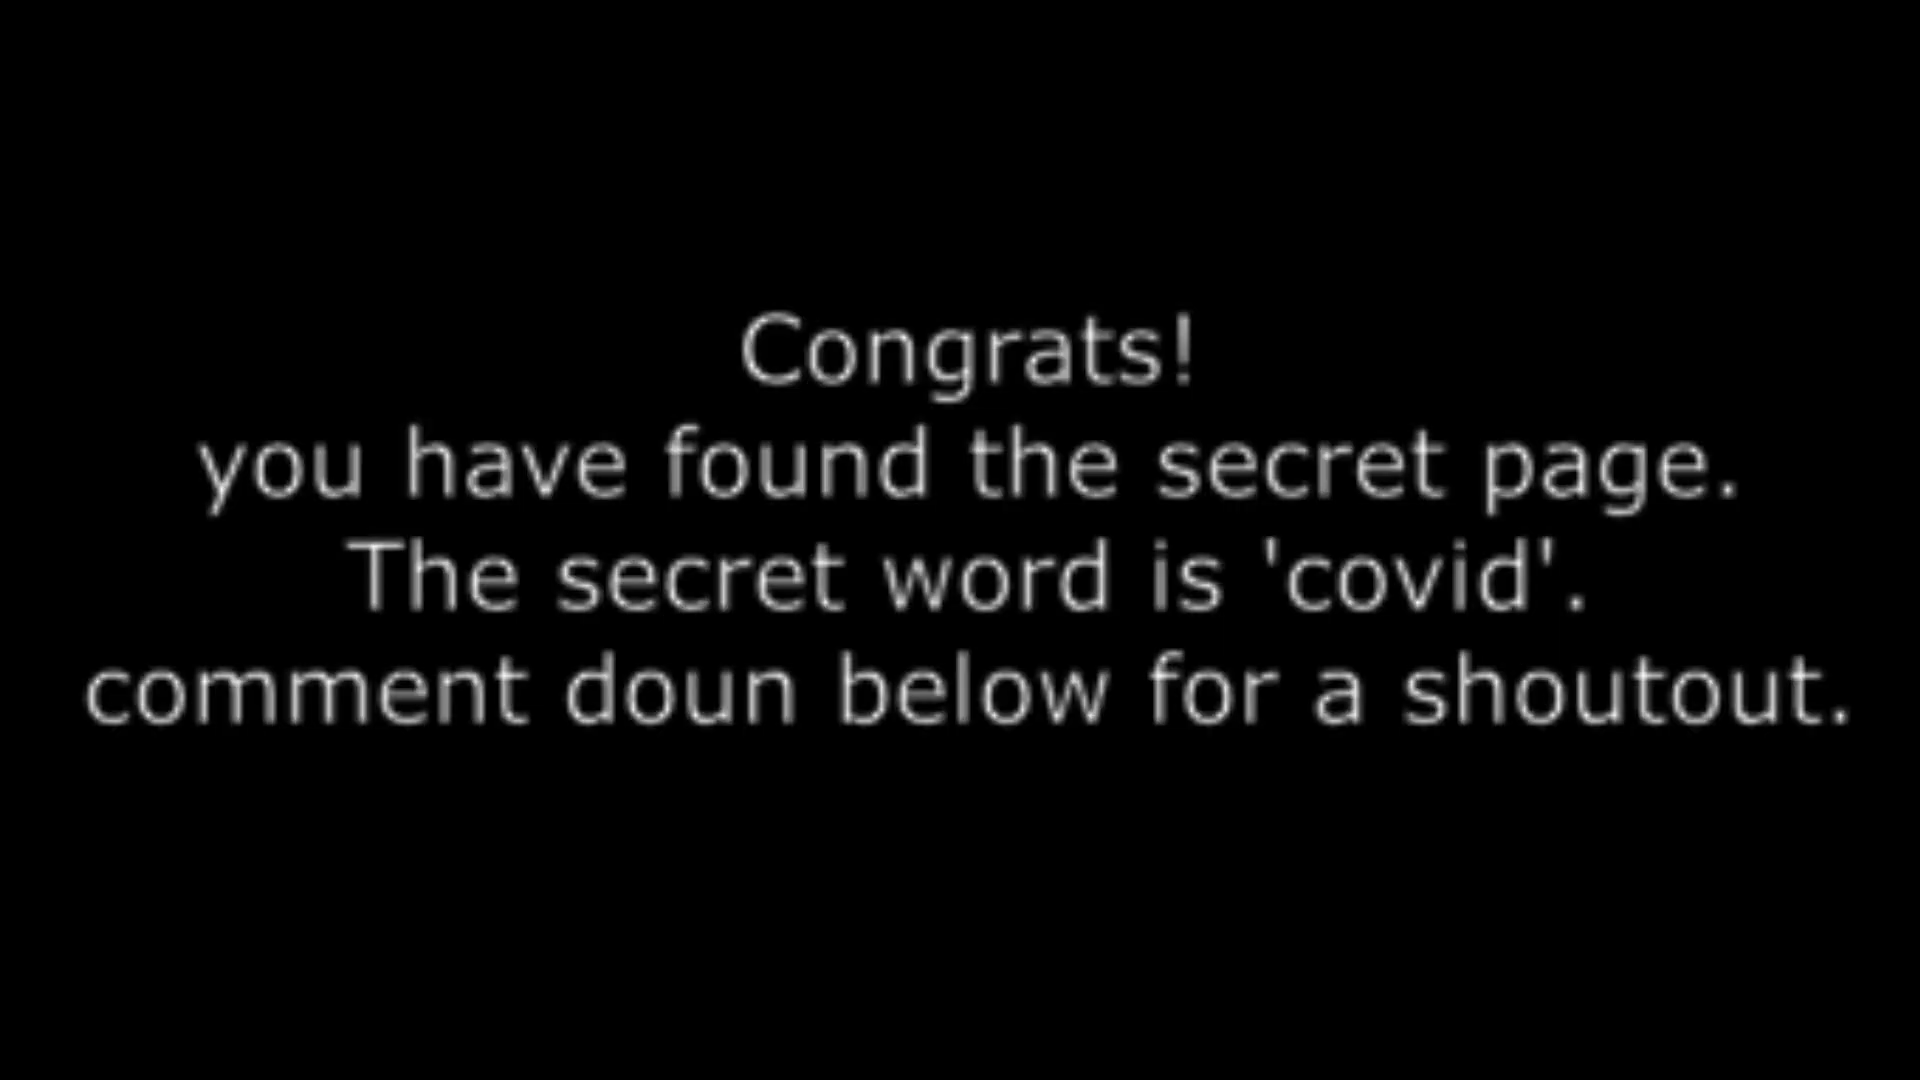 Congrats!
you have found the secret page.
The secret word is 'covid'.
comment doun below for a shoutout.